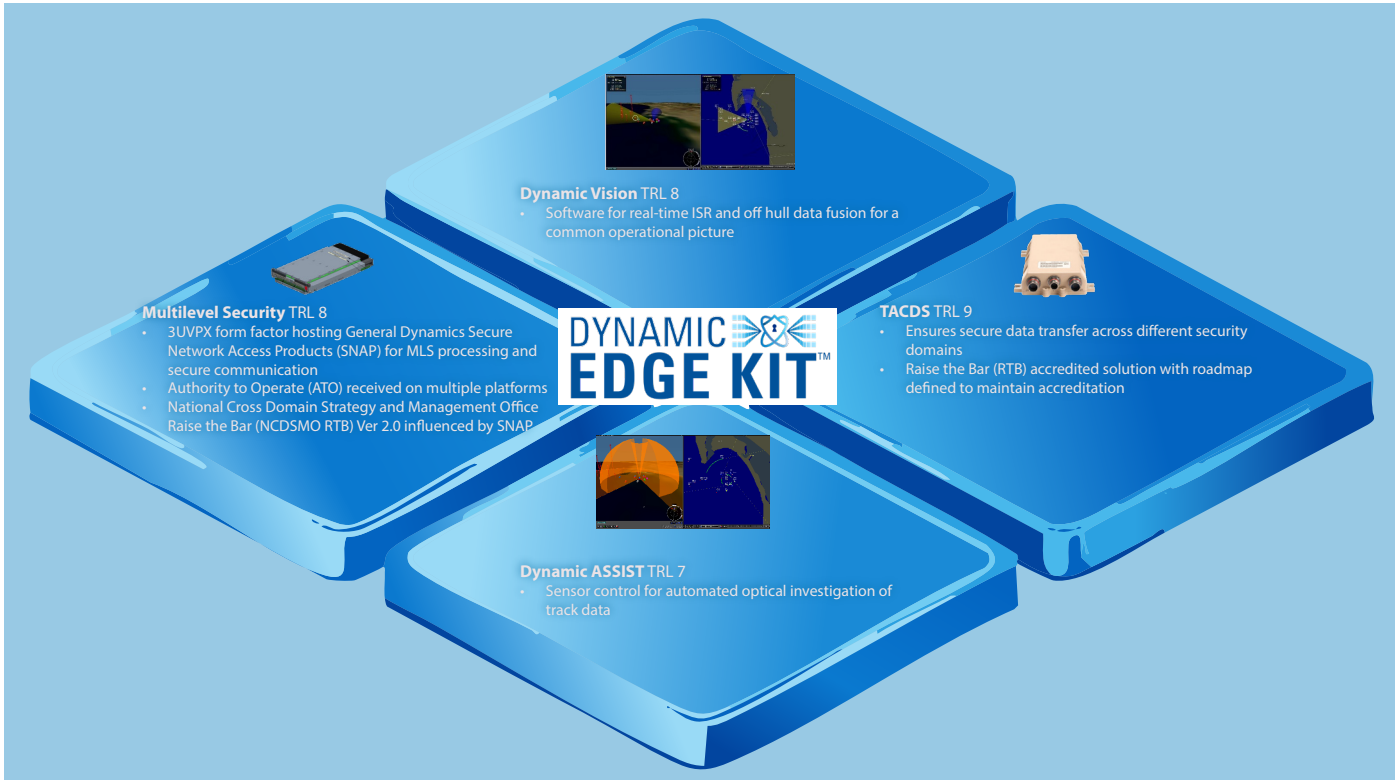 Dynamic Vision TRL 8
• Software for real-time ISR and off hull data fusion for a
common operational picture
Multilevel Security TRL 8
• 3UVPX form factor hosting General Dynamics Secure
Network Access Products (SNAP) for MLS processing and
secure communication
• Authority to Operate (ATO) received on multiple platforms
• National Cross Domain Strategy and Management Office
Raise the Bar (NCDSMO RTB) Ver 2.0 influenced by SNAP
DYNAMIC
EDGE KIT™
TACDS TRL 9
• Ensures secure data transfer across different security
domains
• Raise the Bar (RTB) accredited solution with roadmap
defined to maintain accreditation
Dynamic ASSIST TRL 7
• Sensor control for automated optical investigation of
track data